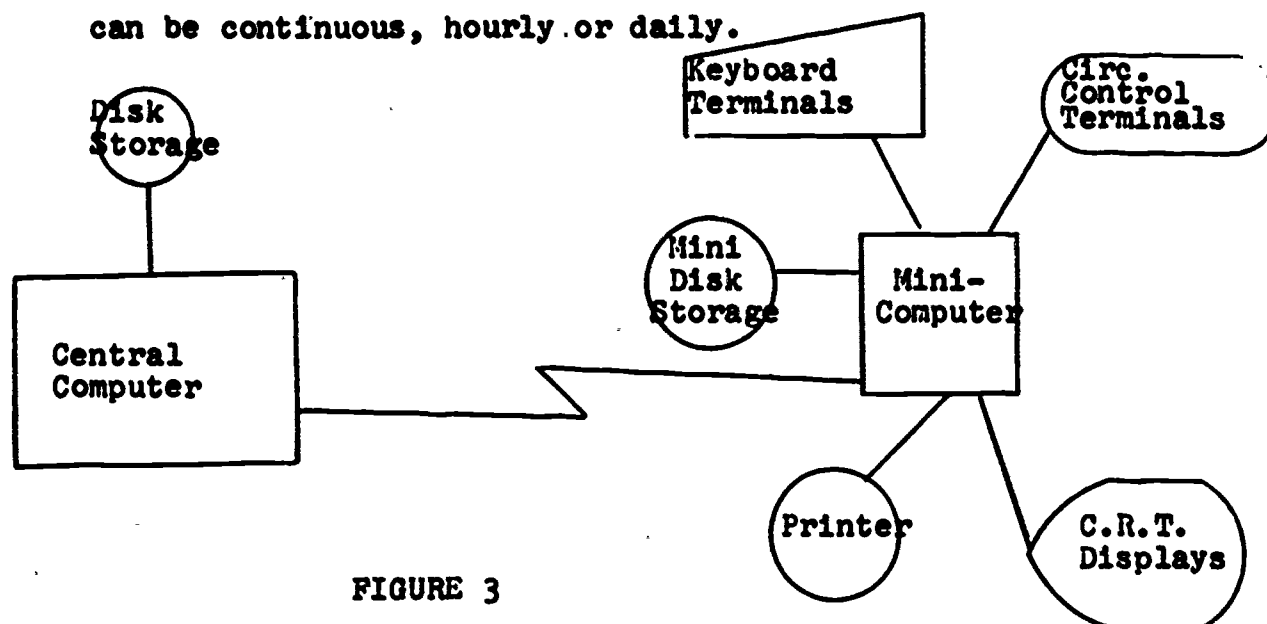 can be continuous, hourly or daily.
Disk
Storage
Keyboard
Terminals
Circ.
Control
Terminals
Mini
Disk
Storage
Mini-
Computer
Central
Computer
Printer
C.R.T.
Displays
FIGURE 3